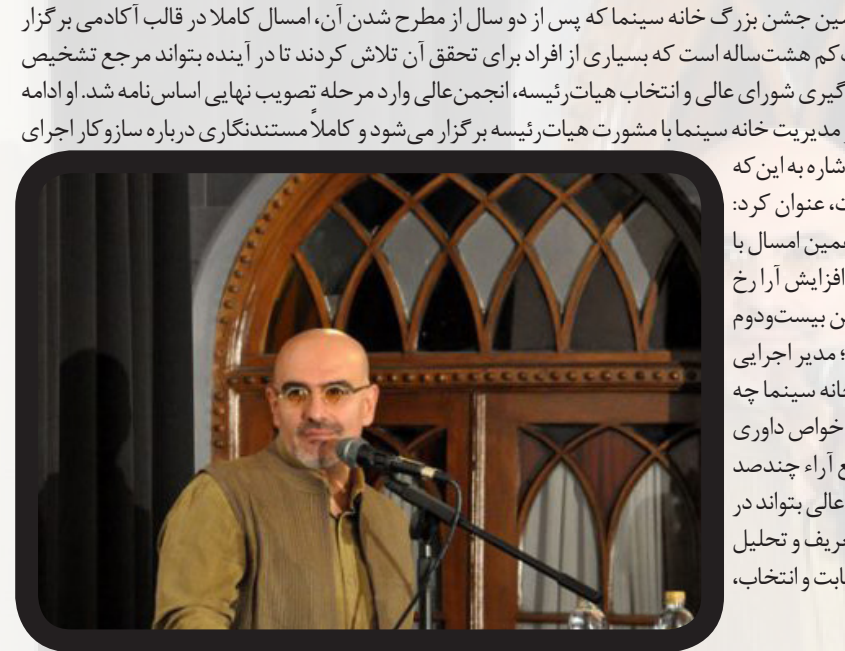 جشن بزرگ خانه سینما که پس از دو سال از مطرح شدن آن، امسال کاملا در قالب آکادمی برگزار
کم هشت‌ساله است که بسیاری از افراد برای تحقق آن تلاش کردند تا در آینده بتواند مرجع تشخیص
گیری شورای عالی و انتخاب هیات‌رئیسه، انجمن‌عالی وارد مرحله تصویب نهایی اساس‌نامه شد. او ادامه
مدیریت خانه سینما با مشورت هیات‌رئیسه برگزار می‌شود و کاملاً مستندنگاری درباره سازوکار اجرای
شاره به این‌که
عنوان کرد:
همین امسال با
افزایش آرا رخ
بیست‌ودوم
؛ مدیر اجرایی
خانه سینما چه
خواص داوری
آراء چندصد
عالی بتواند در
تحلیل
و انتخاب،